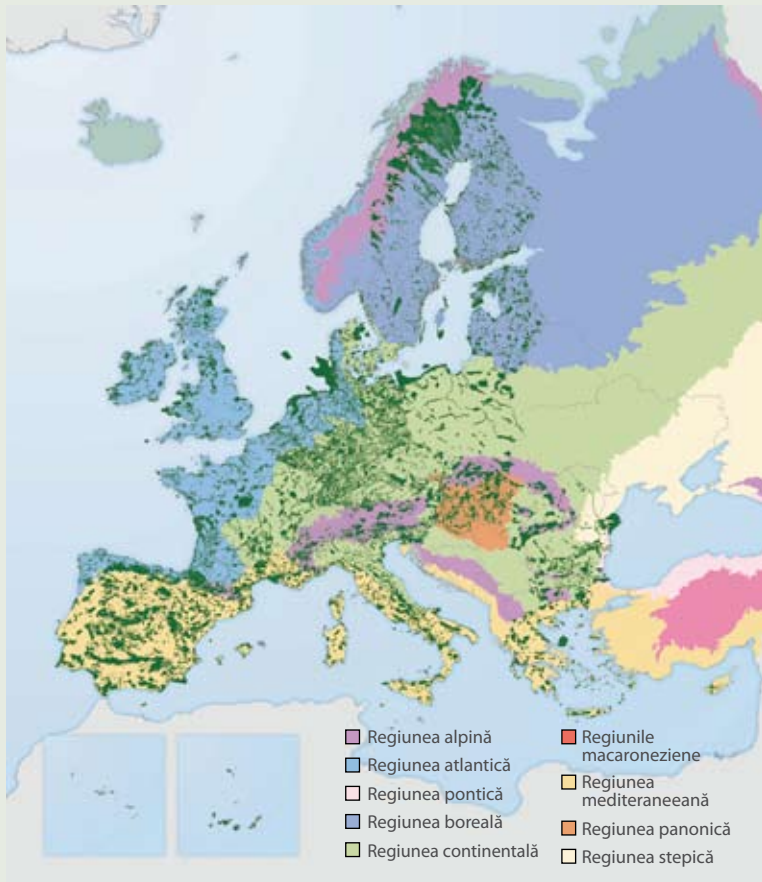 Regiunea alpină
Regiunea atlantică
Regiunea pontică
Regiunea boreală
Regiunea continentală
Regiunile
macaroneziene
Regiunea
mediteraneeană
Regiunea panonică
Regiunea stepică